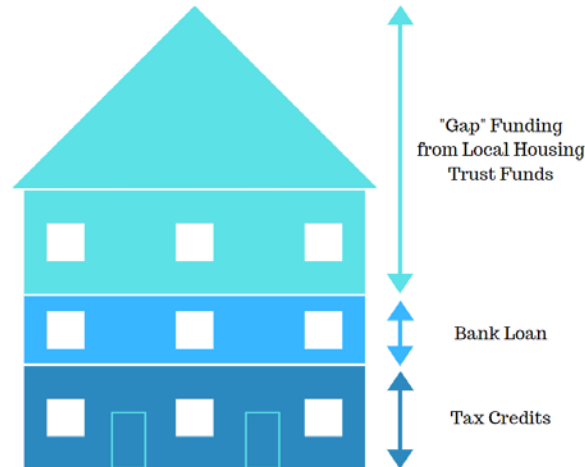 "Gap" Funding
from Local Housing
Trust Funds
Bank Loan
Tax Credits